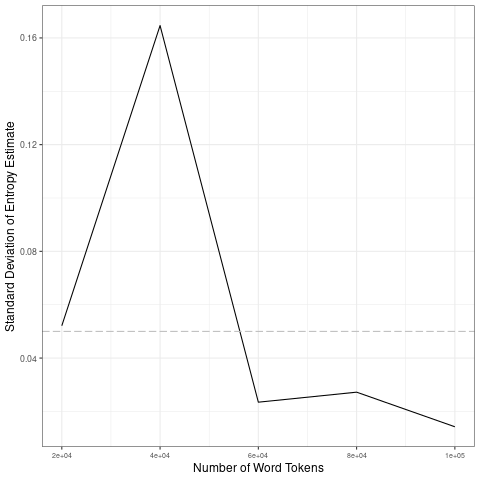 Standard Deviation of Entropy Estimate
0.16
0.12
0.08
0.04
2e+04 4e+04 6e+04 8e+04 1e+05
Number of Word Tokens